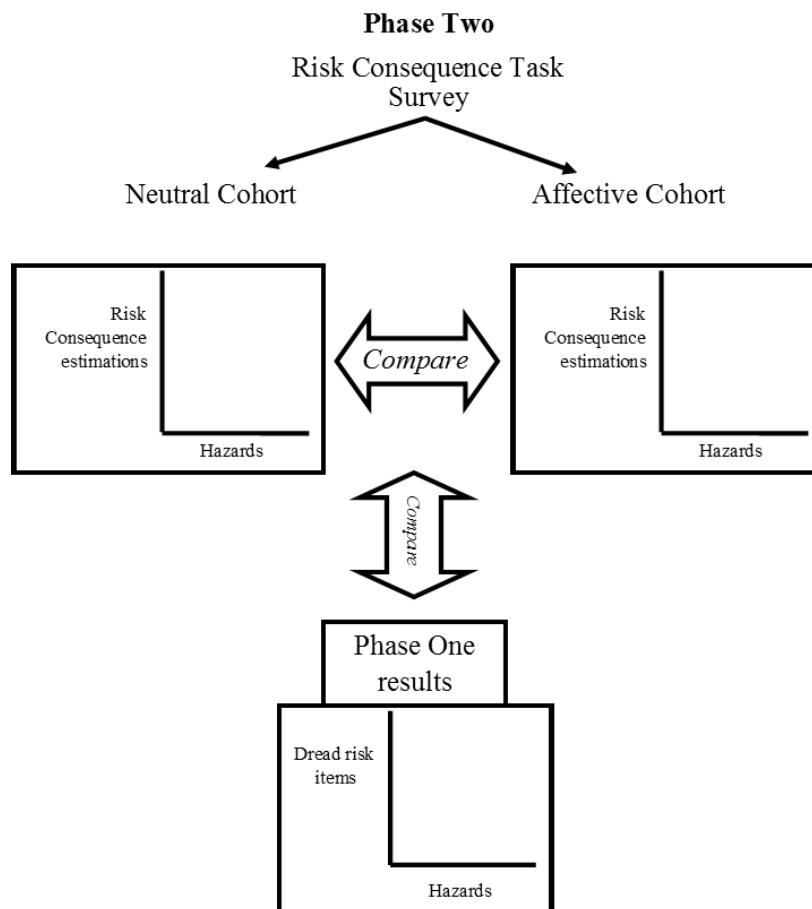 Phase Two
Risk Consequence Task
Survey
Neutral Cohort
Affective Cohort
Risk
Consequence
estimations
Hazards
Compare
Risk
Consequence
estimations
Hazards
Compare
Phase One
results
Dread risk
items
Hazards